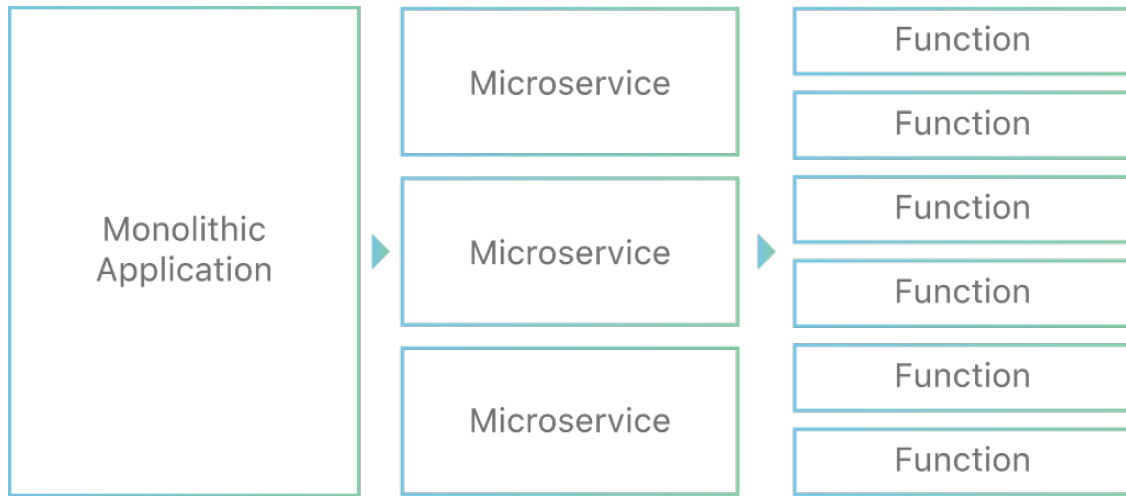 Monolithic
Application
Microservice
Microservice
Microservice
Function
Function
Function
Function
Function
Function